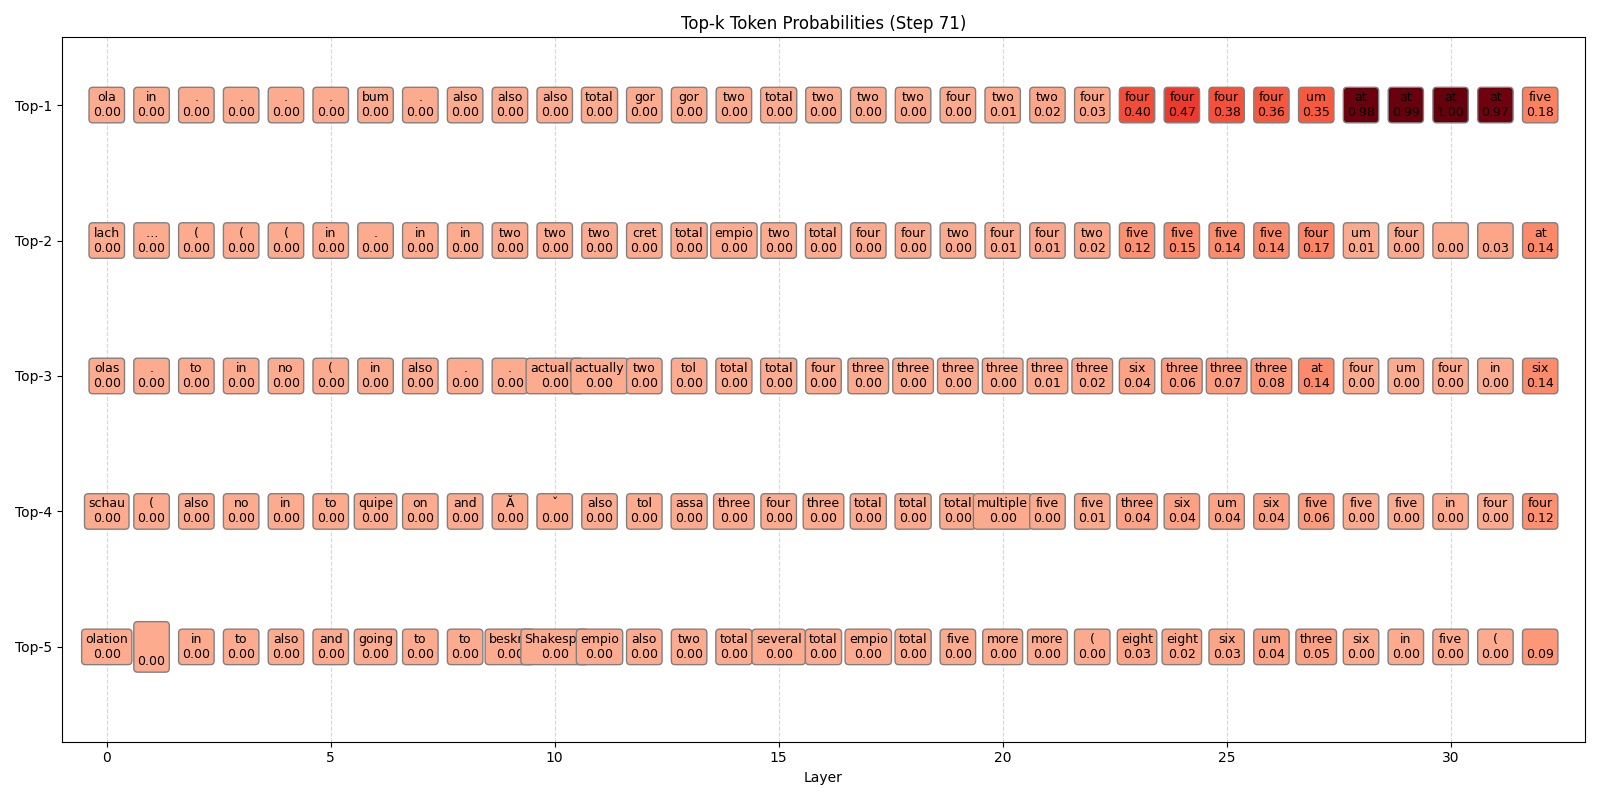 Top-k Token Probabilities (Step 71)
Top-1
ola in . . . . bum . also also also total gor gor two total two two two four two two four four four four four um at at at at five
0.00 0.00 0.00 0.00 0.00 0.00 0.00 0.00 0.00 0.00 0.00 0.00 0.00 0.00 0.00 0.00 0.00 0.00 0.00 0.00 0.01 0.02 0.03 0.40 0.47 0.38 0.36 0.35 0.98 0.99 1.00 0.97 0.18
Top-2
lach ... ( ( ( in . in in two two two cret total empio two total four four two four four two five five five five four um four at
0.00 0.00 0.00 0.00 0.00 0.00 0.00 0.00 0.00 0.00 0.00 0.00 0.00 0.00 0.00 0.00 0.00 0.00 0.00 0.00 0.01 0.01 0.02 0.12 0.15 0.14 0.14 0.17 0.01 0.00 0.00 0.03 0.14
Top-3
olas . to in no ( in also . . actually two tol total total four three three three three three three six three three three at four um four in six
0.00 0.00 0.00 0.00 0.00 0.00 0.00 0.00 0.00 0.00 0.00 0.00 0.00 0.00 0.00 0.00 0.00 0.00 0.00 0.00 0.00 0.01 0.02 0.04 0.06 0.07 0.08 0.14 0.00 0.00 0.00 0.00 0.14
Top-4
schau ( also no in to quipe on and Ă ˇ also tol assa three four three total total total multiple five five three six um six five five five in four four
0.00 0.00 0.00 0.00 0.00 0.00 0.00 0.00 0.00 0.00 0.00 0.00 0.00 0.00 0.00 0.00 0.00 0.00 0.00 0.00 0.00 0.00 0.01 0.04 0.04 0.04 0.04 0.06 0.00 0.00 0.00 0.00 0.12
Top-5
olation in to also and going to to empio also two total several total empio total five more more ( eight eight six um three six in five (
0.00 0.00 0.00 0.00 0.00 0.00 0.00 0.00 0.00 0.00 0.00 0.00 0.00 0.00 0.00 0.00 0.00 0.00 0.00 0.00 0.00 0.00 0.03 0.02 0.03 0.04 0.05 0.00 0.00 0.00 0.00 0.09
0 5 10 15 20 25 30
Layer